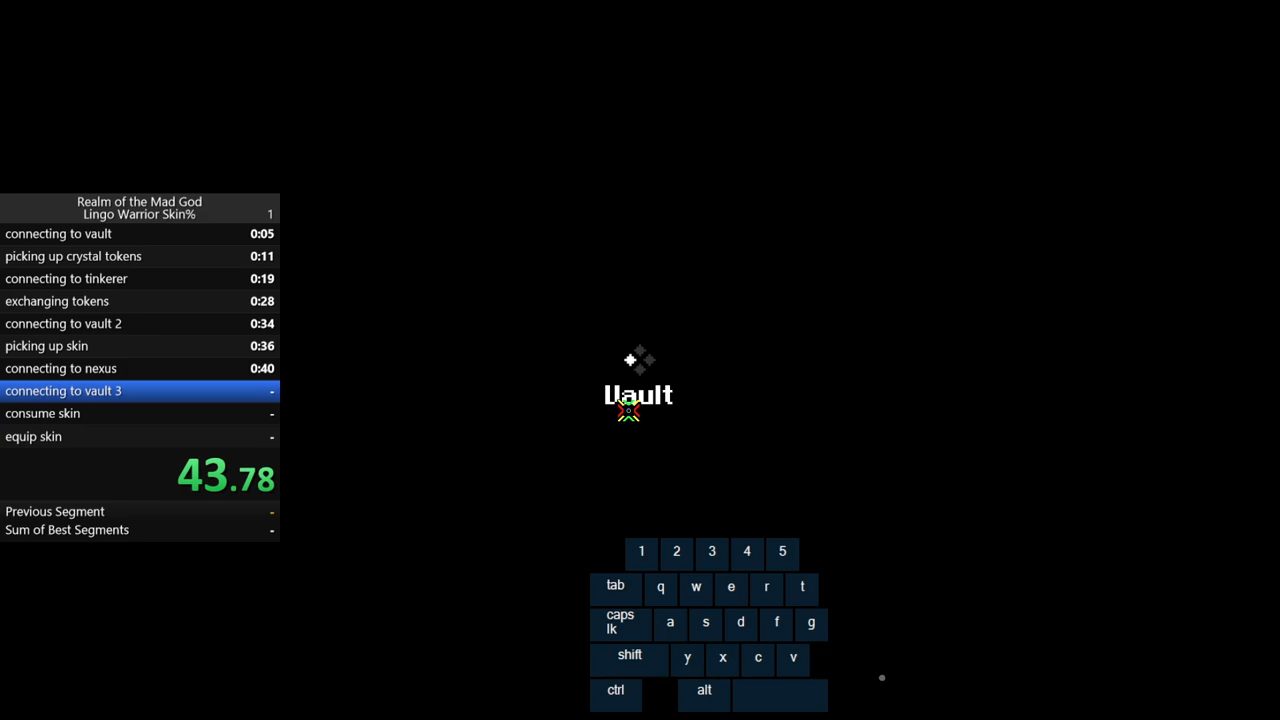 Realm of the Mad God
Lingo Warrior Skin% 1
connecting to vault 0:05
picking up crystal tokens 0:11
connecting to tinkerer 0:19
exchanging tokens 0:28
connecting to vault 2 0:34
picking up skin 0:36
connecting to nexus 0:40
connecting to vault 3 -
consume skin -
equip skin -
43.78
Previous Segment -
Sum of Best Segments -
Vault
1 2 3 4 5
tab q w e r t
caps
lk a s d f g
shift y x c v
ctrl alt